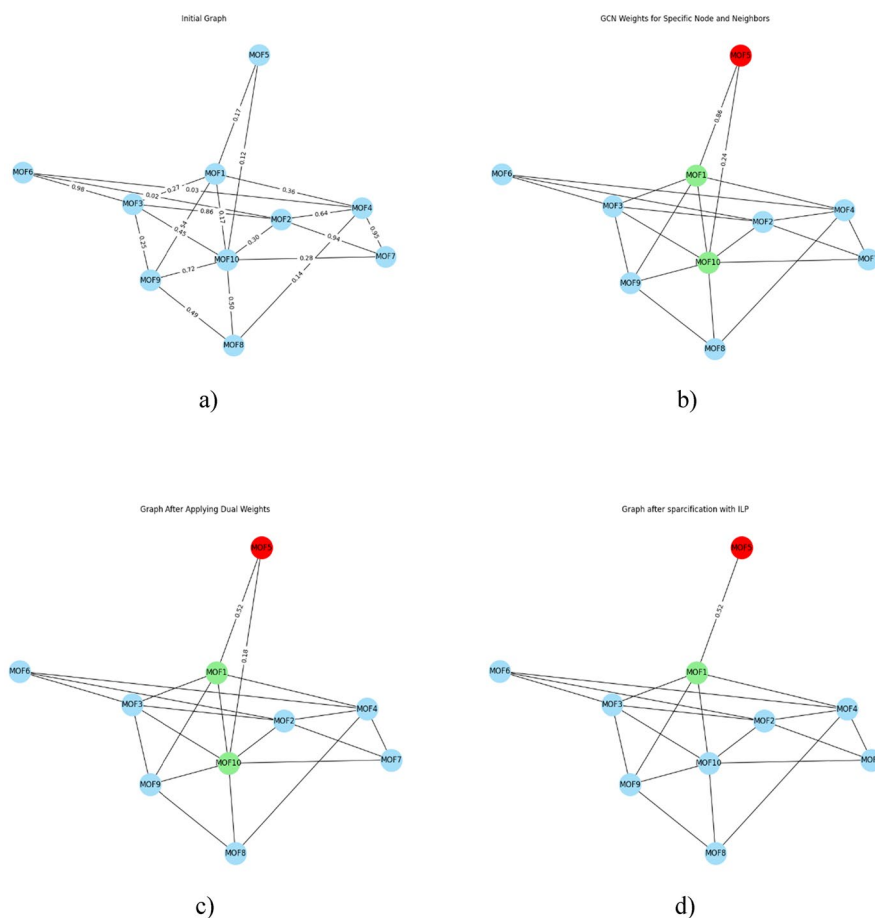 Initial Graph
MOF5
0.17
0.12
MOF6
MOF1
0.98
0.02
0.27
0.03
0.36
MOF3
0.86
MOF2
0.64
MOF4
0.45
0.17
0.30
0.94
0.95
0.25
MOF10
0.28
MOF7
MOF9
0.72
0.14
0.49
0.50
MOF8
a)
GCN Weights for Specific Node and Neighbors
MOF5
0.86
0.24
MOF6
MOF1
MOF3
MOF2
MOF4
MOF10
MOF9
MOF8
b)
Graph After Applying Dual Weights
MOF5
0.52
0.18
MOF6
MOF1
MOF3
MOF2
MOF4
MOF10
MOF7
MOF9
MOF8
c)
Graph after sparcification with ILP
MOF5
0.52
MOF6
MOF1
MOF3
MOF2
MOF4
MOF10
MOF9
MOF8
d)